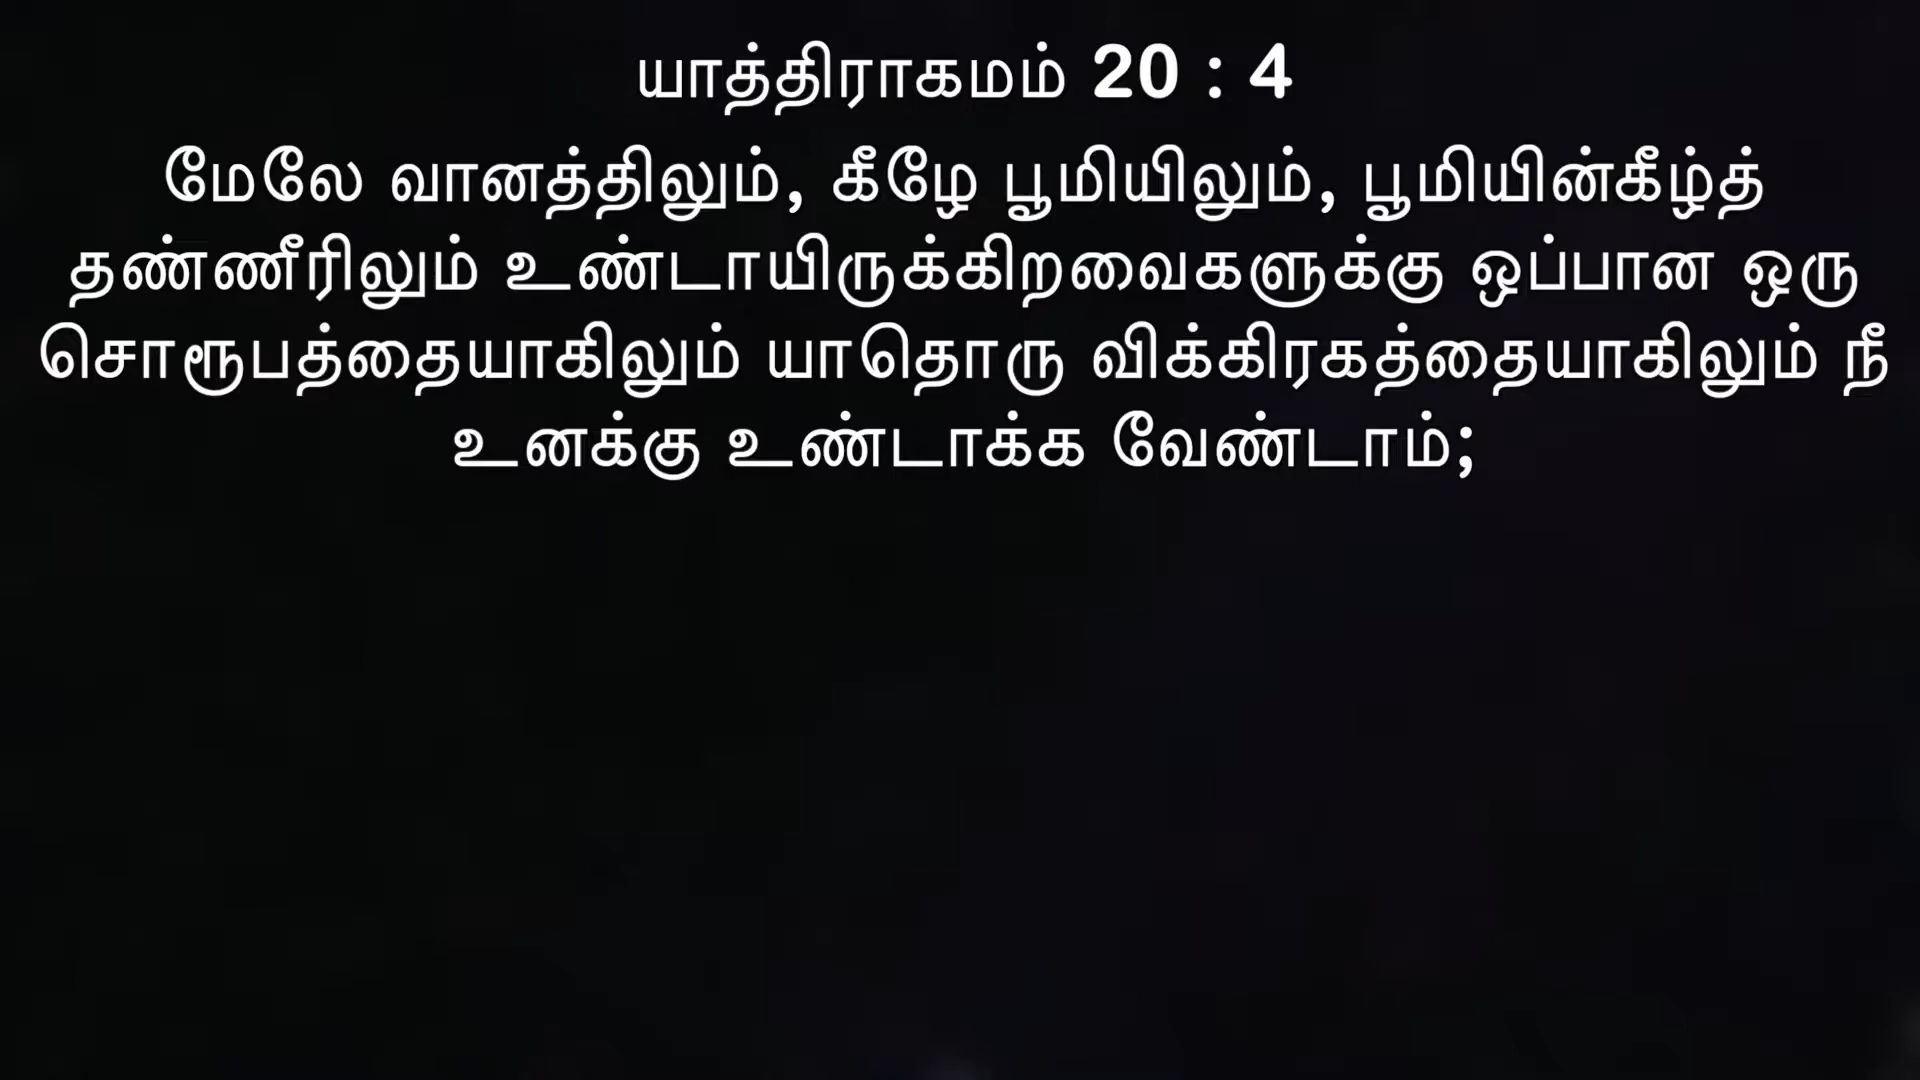 யாத்திராகமம் 20 : 4
மேலே வானத்திலும், கீழே பூமியிலும், பூமியின்கீழ்த்
தண்ணீரிலும் உண்டாயிருக்கிறவைகளுக்கு ஒப்பான ஒரு
சொரூபத்தையாகிலும் யாதொரு விக்கிரகத்தையாகிலும் நீ
உனக்கு உண்டாக்க வேண்டாம்;